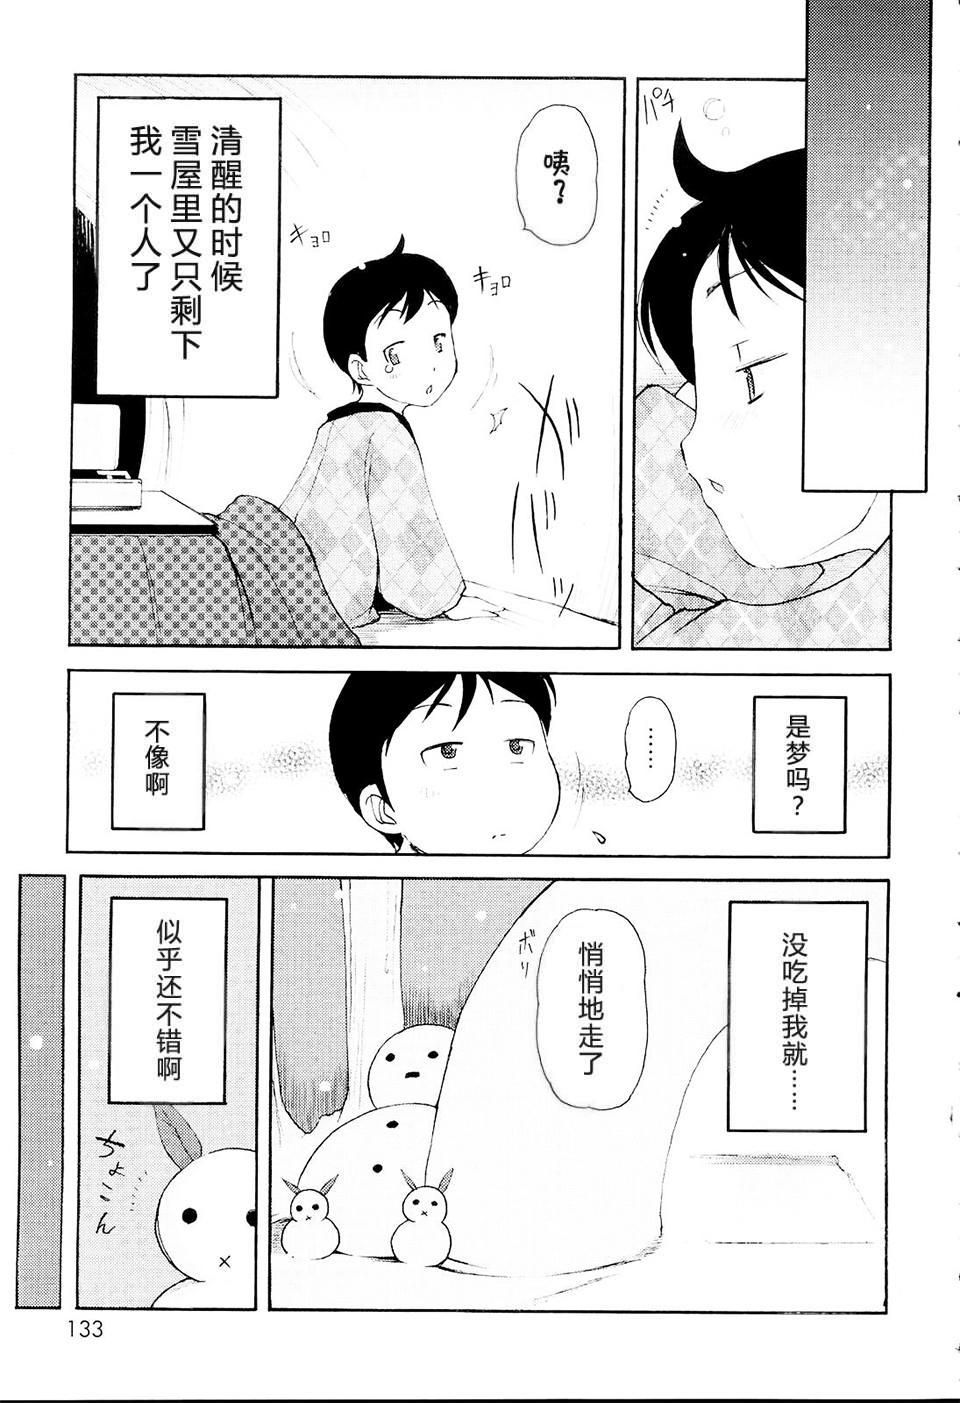 パチ
咦？
キョロ
キョロ
清醒的时候
雪屋里又只剩下
我一个人了
是梦吗？
……
不像啊
没吃掉我就……
ポリ
悄悄地走了
似乎还不错啊
ちょこん
133